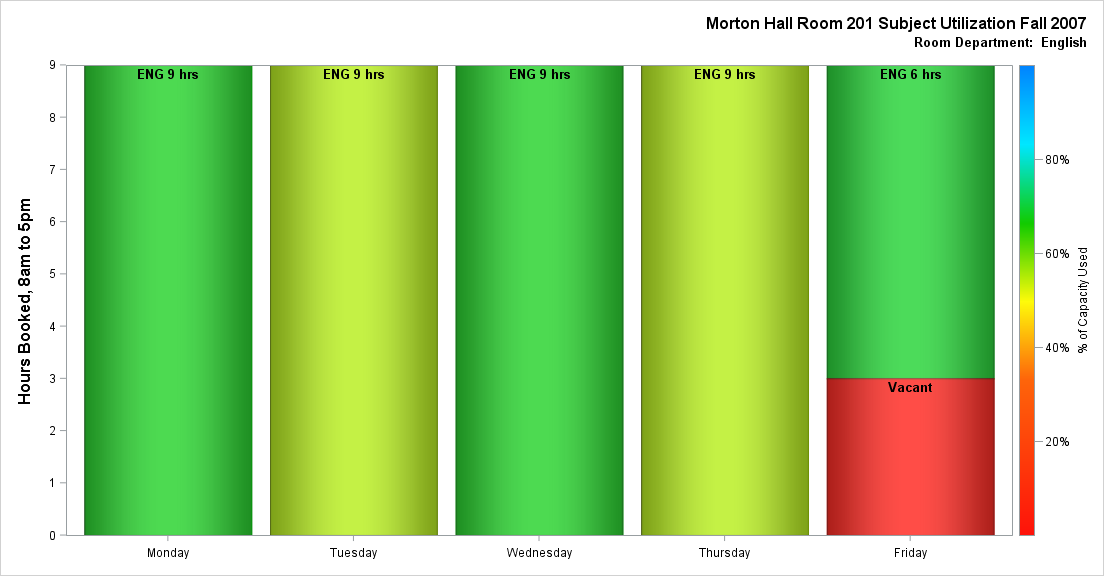 Morton Hall Room 201 Subject Utilization Fall 2007
Room Department: English
Hours Booked, 8am to 5pm
9
8
7
6
5
4
3
2
1
0
ENG 9 hrs
ENG 9 hrs
ENG 9 hrs
ENG 9 hrs
ENG 6 hrs
Vacant
Monday
Tuesday
Wednesday
Thursday
Friday
80%
60%
40%
20%
% of Capacity Used